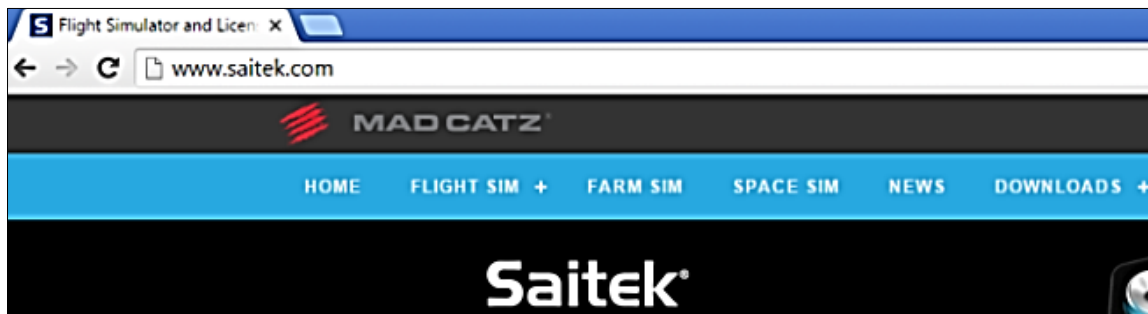 Flight Simulator and Licen
www.saitek.com
MAD CATZ
HOME FLIGHT SIM + FARM SIM SPACE SIM NEWS DOWNLOADS +
Saitek